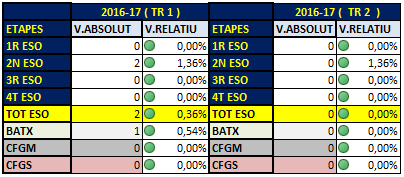 2016-17 ( TR 1 ) 2016-17 ( TR 2 )
ETAPES V.ABSOLUT V.RELATIU ETAPES V.ABSOLUT V.RELATIU
1R ESO 0 0,00% 1R ESO 0 0,00%
2N ESO 2 1,36% 2N ESO 0 1,36%
3R ESO 0 0,00% 3R ESO 0 0,00%
4T ESO 0 0,00% 4T ESO 0 0,00%
TOT ESO 2 0,36% TOT ESO 0 0,00%
BATX 1 0,54% BATX 0 0,00%
CFGM 0 0,00% CFGM 0 0,00%
CFGS 0 0,00% CFGS 0 0,00%